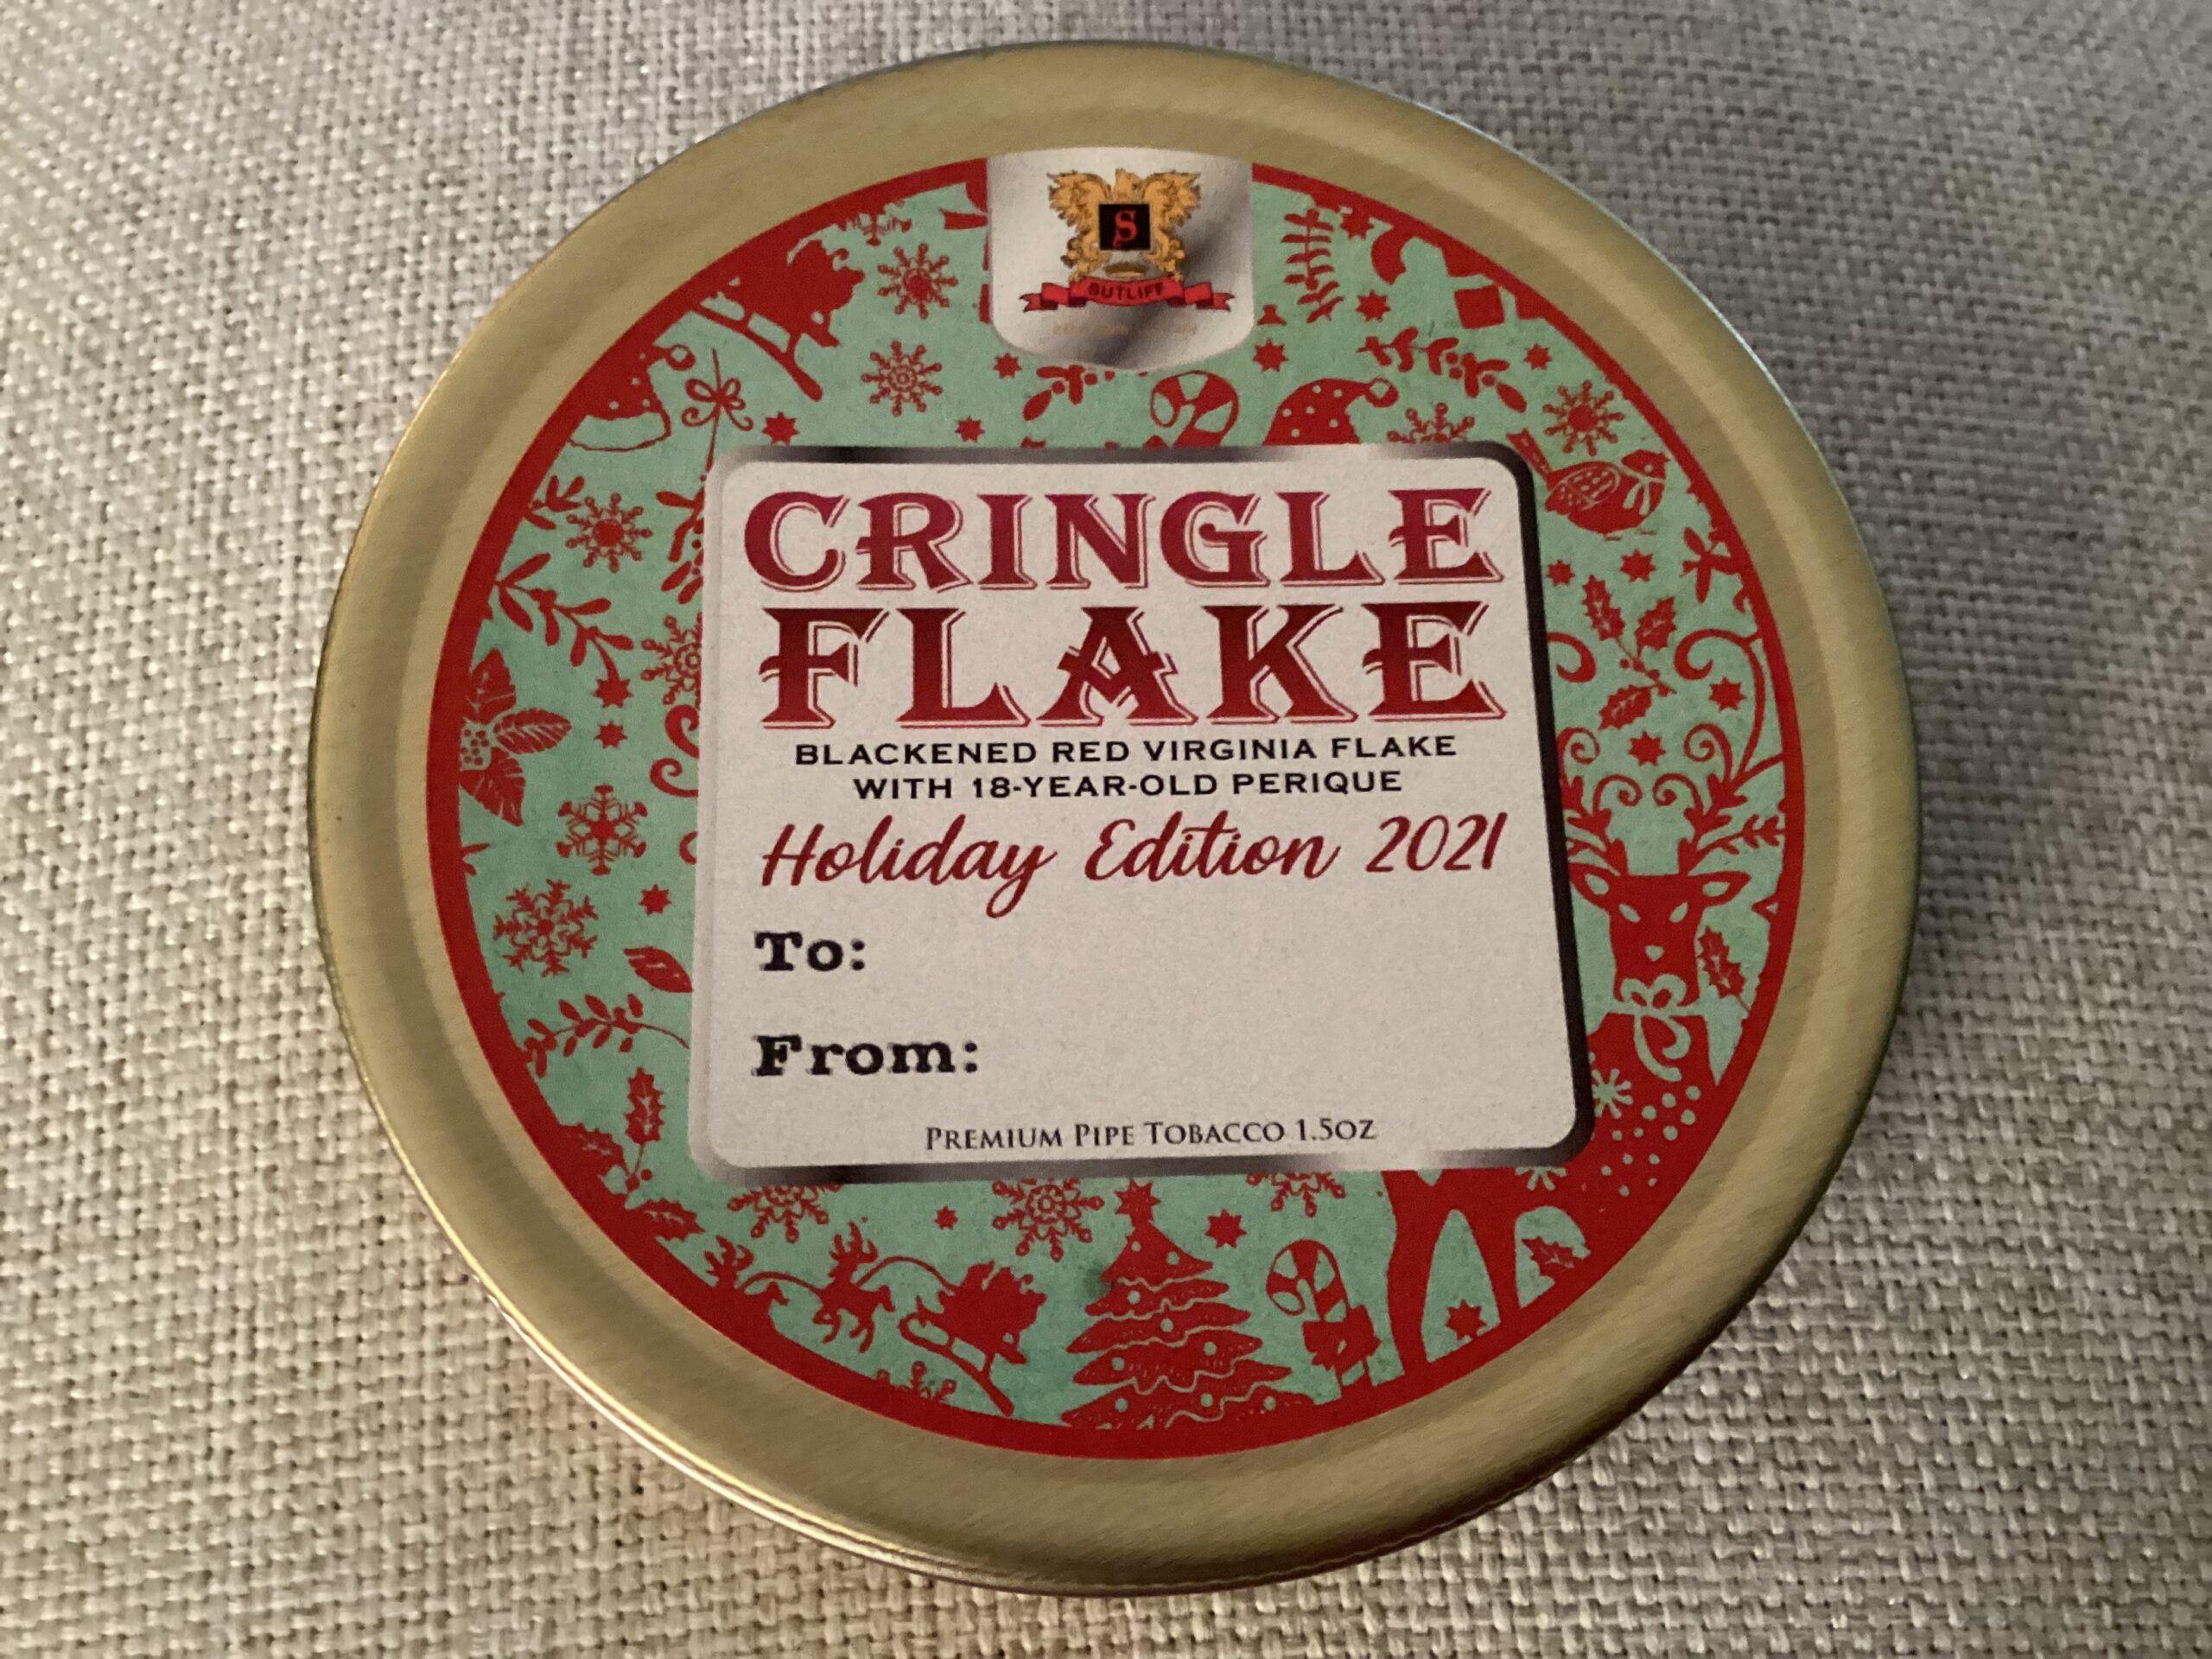 S
SUTLIFF
CRINGLE
FLAKE
BLACKENED RED VIRGINIA FLAKE
WITH 18-YEAR-OLD PERIQUE
Holiday Edition 2021
To:
From:
PREMIUM PIPE TOBACCO 1.5OZ